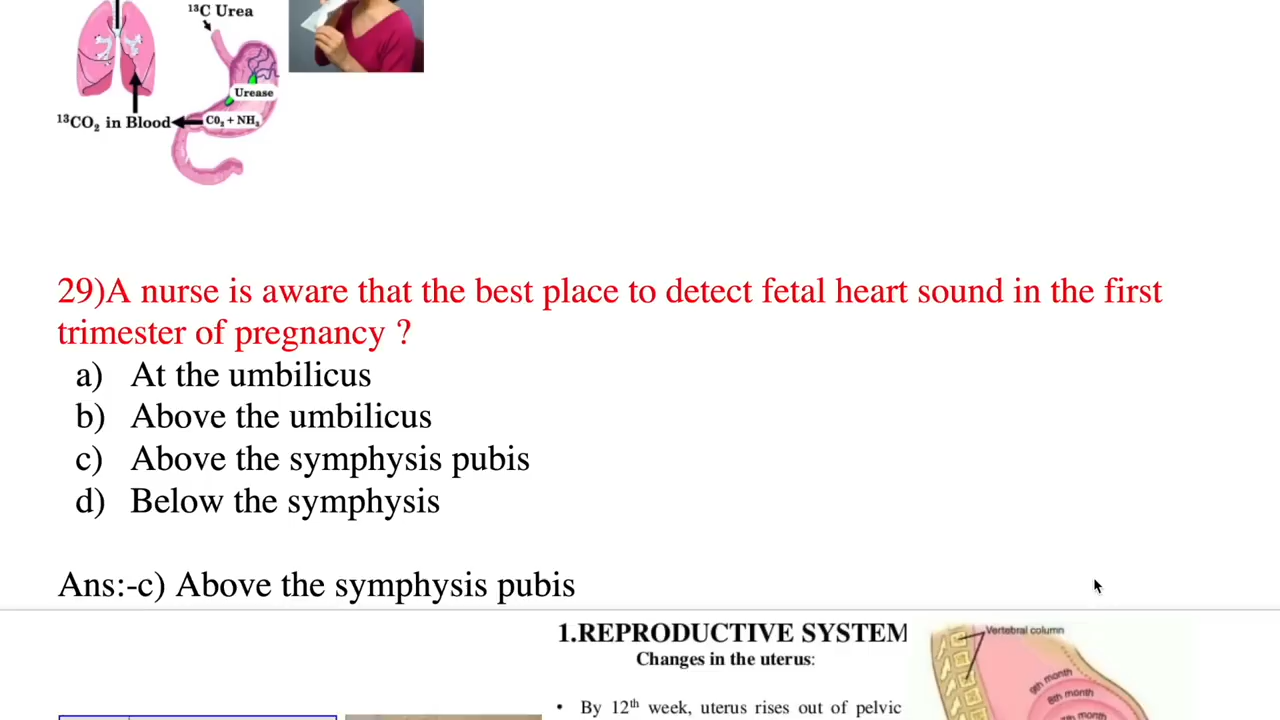 ¹³C Urea
Urease
¹³CO₂ in Blood
CO₂ + NH₃
29)A nurse is aware that the best place to detect fetal heart sound in the first
trimester of pregnancy ?
a) At the umbilicus
b) Above the umbilicus
c) Above the symphysis pubis
d) Below the symphysis
Ans:-c) Above the symphysis pubis
1.REPRODUCTIVE SYSTEM
Changes in the uterus:
• By 12th week, uterus rises out of pelvic
Vertebral column
9th month
8th month
month